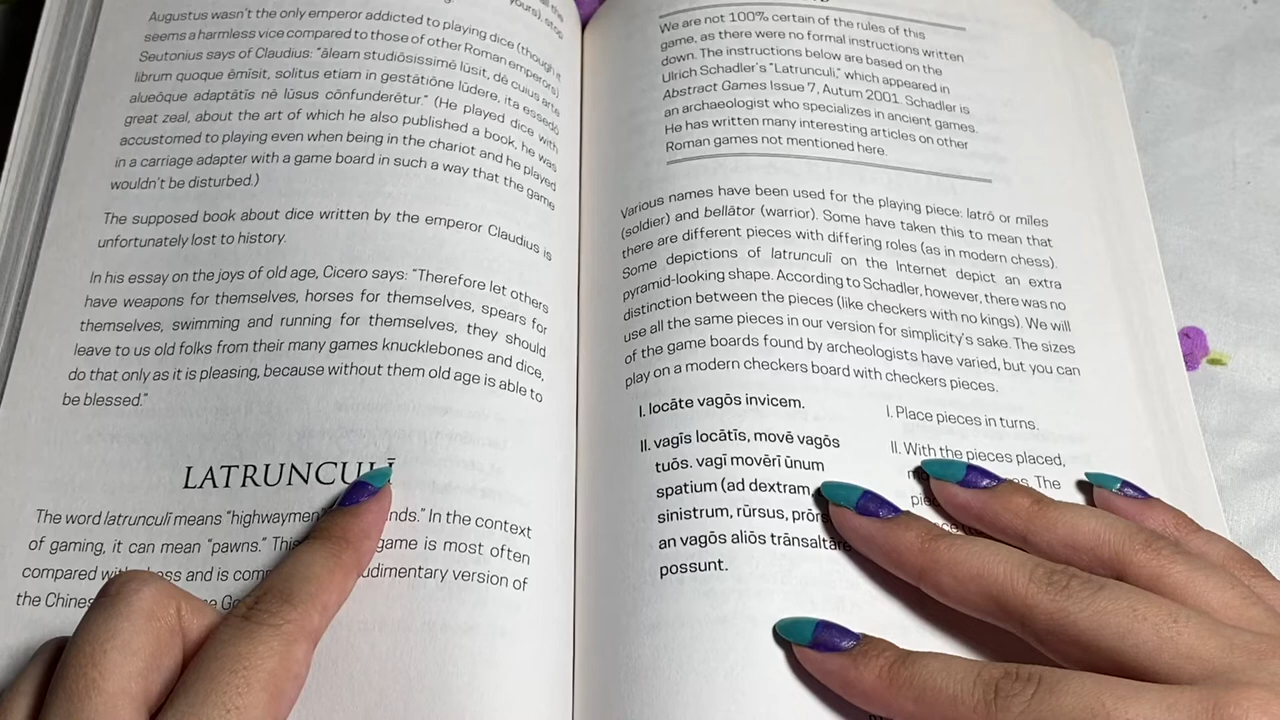 Augustus wasn't the only emperor addicted to playing dice (though it
seems a harmless vice compared to those of other Roman emperors)
Seutonius says of Claudius: "āleam studiōsissimē lūsit, dē cuius arte
librum quoque ēmīsit, solitus etiam in gestātiōne lūdere, ita essedō
alueōque adaptātīs nē lūsus cōnfunderētur." (He played dice with
great zeal, about the art of which he also published a book, he was
accustomed to playing even when being in the chariot and he played
in a carriage adapter with a game board in such a way that the game
wouldn't be disturbed.)
The supposed book about dice written by the emperor Claudius is
unfortunately lost to history.
In his essay on the joys of old age, Cicero says: "Therefore let others
have weapons for themselves, horses for themselves, spears for
themselves, swimming and running for themselves, they should
leave to us old folks from their many games knucklebones and dice,
do that only as it is pleasing, because without them old age is able to
be blessed."
LATRUNCULĪ
The word latrunculī means "highwaymen" In the context
of gaming, it can mean "pawns." This game is most often
compared with chess and is rudimentary version of
the Chinese
We are not 100% certain of the rules of this
game, as there were no formal instructions written
down. The instructions below are based on the
Ulrich Schadler's "Latrunculi," which appeared in
Abstract Games Issue 7, Autum 2001. Schadler is
an archaeologist who specializes in ancient games.
He has written many interesting articles on other
Roman games not mentioned here.
Various names have been used for the playing piece: latrō or mīles
(soldier) and bellātor (warrior). Some have taken this to mean that
there are different pieces with differing roles (as in modern chess).
Some depictions of latrunculī on the Internet depict an extra
pyramid-looking shape. According to Schadler, however, there was no
distinction between the pieces (like checkers with no kings). We will
use all the same pieces in our version for simplicity's sake. The sizes
of the game boards found by archeologists have varied, but you can
play on a modern checkers board with checkers pieces.
I. locāte vagōs invicem.
II. vagīs locātīs, movē vagōs
tuōs. vagī movērī ūnum
spatium (ad dextram,
sinistrum, rūrsus, prōrs
an vagōs aliōs trānsaltāre
possunt.
I. Place pieces in turns.
II. With the pieces placed,
The